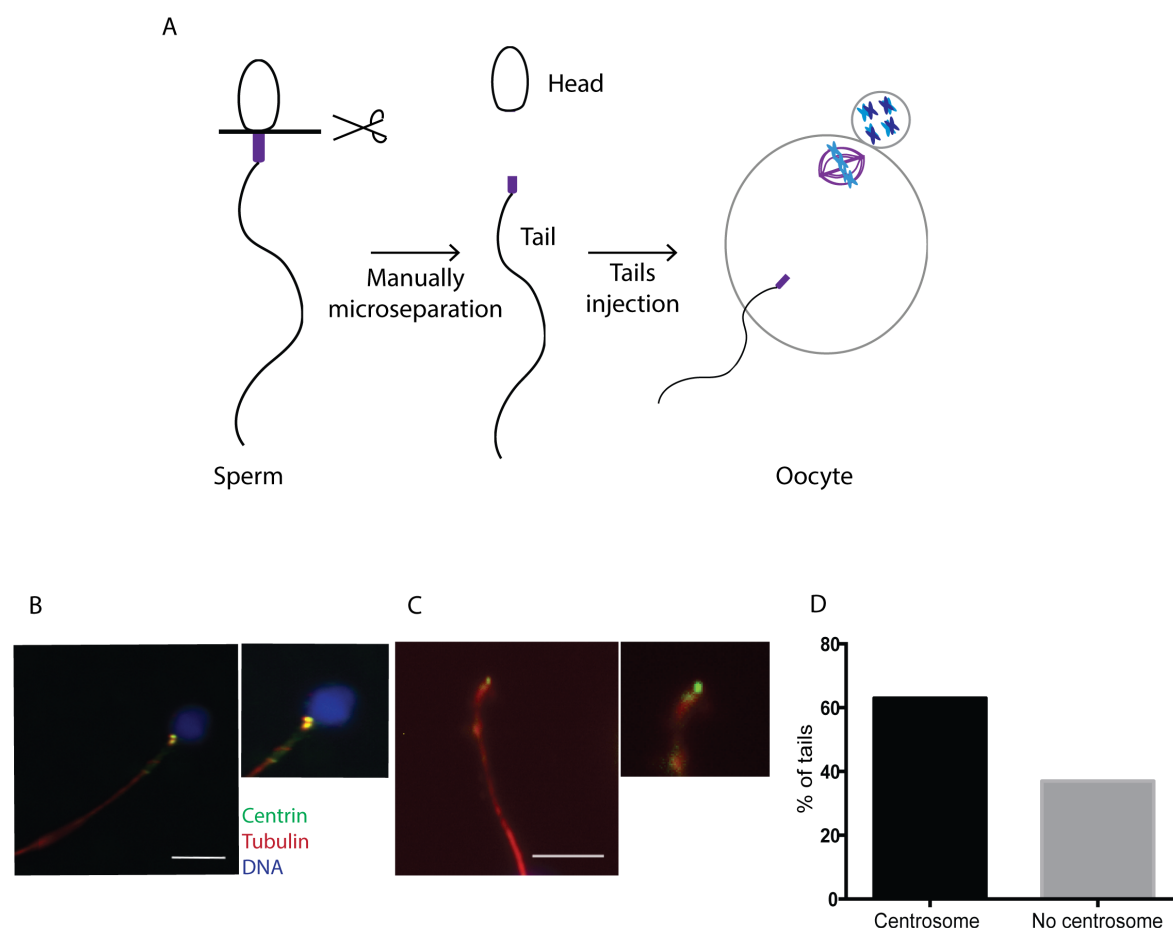 A
Head
Tail
Manually
microseparation
Tails
injection
Sperm
Oocyte
B
Centrin
Tubulin
DNA
C
D
% of tails
80
60
40
20
0
Centrosome
No centrosome